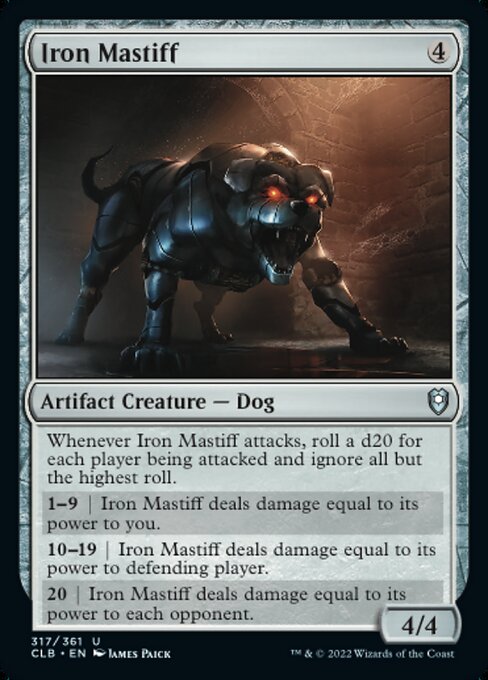 Iron Mastiff 4
Artifact Creature — Dog
Whenever Iron Mastiff attacks, roll a d20 for
each player being attacked and ignore all but
the highest roll.
1–9 | Iron Mastiff deals damage equal to its
power to you.
10–19 | Iron Mastiff deals damage equal to its
power to defending player.
20 | Iron Mastiff deals damage equal to its
power to each opponent.
4/4
317/361 U
CLB • EN James Paick
™ & © 2022 Wizards of the Coast